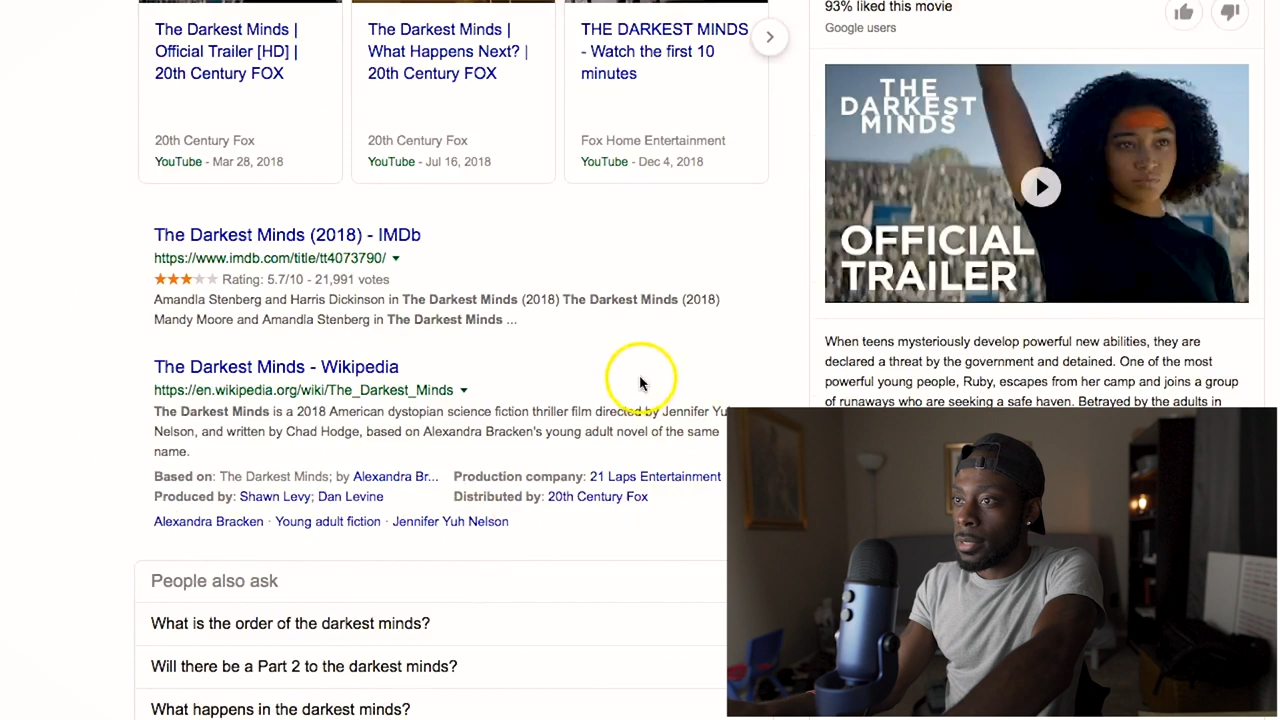 The Darkest Minds |
Official Trailer [HD] |
20th Century FOX
20th Century Fox
YouTube - Mar 28, 2018
The Darkest Minds |
What Happens Next? |
20th Century FOX
20th Century Fox
YouTube - Jul 16, 2018
THE DARKEST MINDS
- Watch the first 10
minutes
Fox Home Entertainment
YouTube - Dec 4, 2018
The Darkest Minds (2018) - IMDb
https://www.imdb.com/title/tt4073790/
Rating: 5.7/10 - 21,991 votes
Amandla Stenberg and Harris Dickinson in The Darkest Minds (2018) The Darkest Minds (2018)
Mandy Moore and Amandla Stenberg in The Darkest Minds ...
The Darkest Minds - Wikipedia
https://en.wikipedia.org/wiki/The_Darkest_Minds
The Darkest Minds is a 2018 American dystopian science fiction thriller film directed by Jennifer Yu
Nelson, and written by Chad Hodge, based on Alexandra Bracken's young adult novel of the same
name.
Based on: The Darkest Minds; by Alexandra Br... Production company: 21 Laps Entertainment
Produced by: Shawn Levy; Dan Levine Distributed by: 20th Century Fox
Alexandra Bracken · Young adult fiction · Jennifer Yuh Nelson
People also ask
What is the order of the darkest minds?
Will there be a Part 2 to the darkest minds?
What happens in the darkest minds?
93% liked this movie
Google users
THE
DARKEST
MINDS
OFFICIAL
TRAILER
When teens mysteriously develop powerful new abilities, they are
declared a threat by the government and detained. One of the most
powerful young people, Ruby, escapes from her camp and joins a group
of runaways who are seeking a safe haven. Betrayed by the adults in